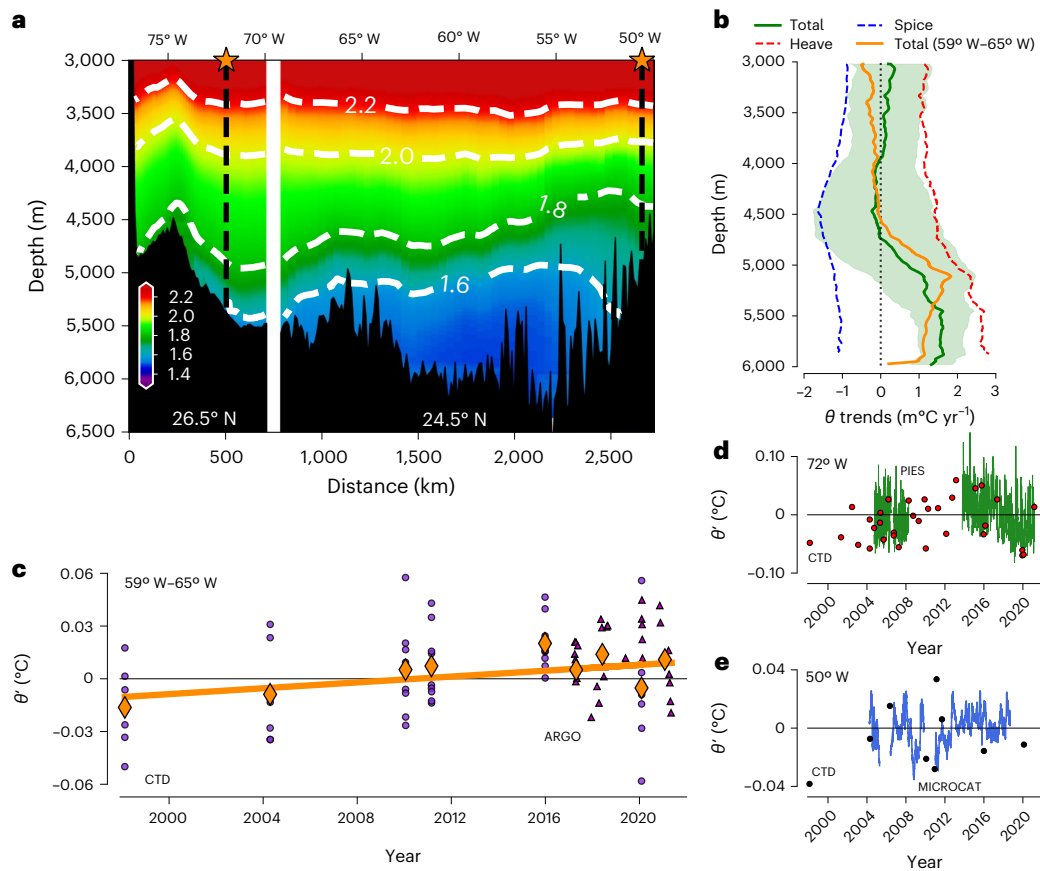 a
75° W 70° W 65° W 60° W 55° W 50° W
3,000
3,500
4,000
4,500
5,000
5,500
6,000
6,500
Depth (m)
2.2
2.0
1.8
1.6
2.2
2.0
1.8
1.6
1.4
26.5° N 24.5° N
0 500 1,000 1,500 2,000 2,500
Distance (km)
b
Total Spice
Heave Total (59° W–65° W)
3,000
4,000
4,500
5,000
6,000
Depth (m)
−2 −1 0 1 2 3
θ trends (m°C yr⁻¹)
c
59° W–65° W
0.06
0.03
0
−0.03
−0.06
θ′ (°C)
ARGO
CTD
2000 2004 2008 2012 2016 2020
Year
d
72° W
PIES
0.10
0
−0.10
θ′ (°C)
CTD
2000 2004 2008 2012 2016 2020
Year
e
50° W
0.04
0
−0.04
θ′ (°C)
CTD
MICROCAT
2000 2004 2008 2012 2016 2020
Year